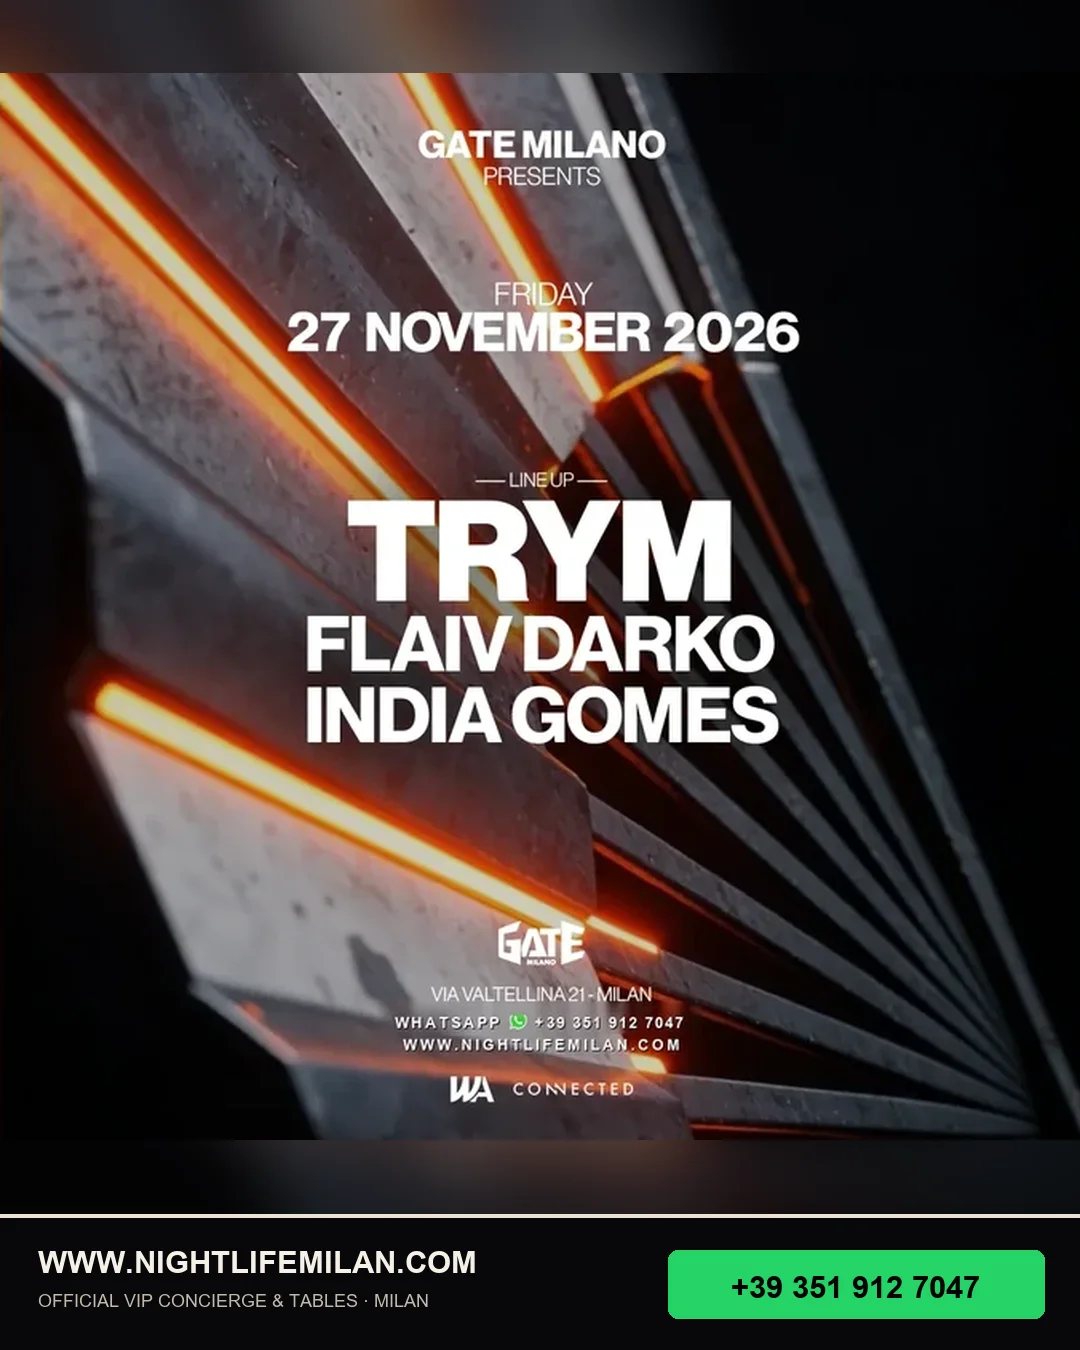 GATE MILANO
PRESENTS
FRIDAY
27 NOVEMBER 2026
LINE UP
TRYM
FLAIV DARKO
INDIA GOMES
GATE
MILANO
VIA VALTELLINA 21 - MILAN
WHATSAPP +39 351 912 7047
WWW.NIGHTLIFEMILAN.COM
WA CONNECTED
WWW.NIGHTLIFEMILAN.COM
OFFICIAL VIP CONCIERGE & TABLES · MILAN
+39 351 912 7047